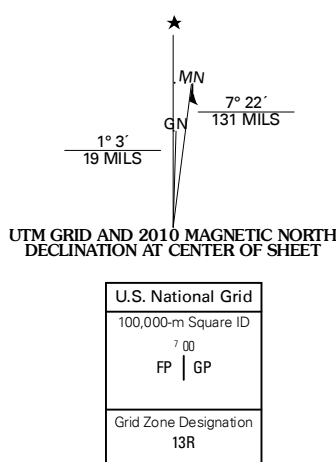 ★
MN
7° 22´
131 MILS
GN
1° 3´
19 MILS
UTM GRID AND 2010 MAGNETIC NORTH
DECLINATION AT CENTER OF SHEET
U.S. National Grid
100,000-m Square ID
7 00
FP | GP
Grid Zone Designation
13R